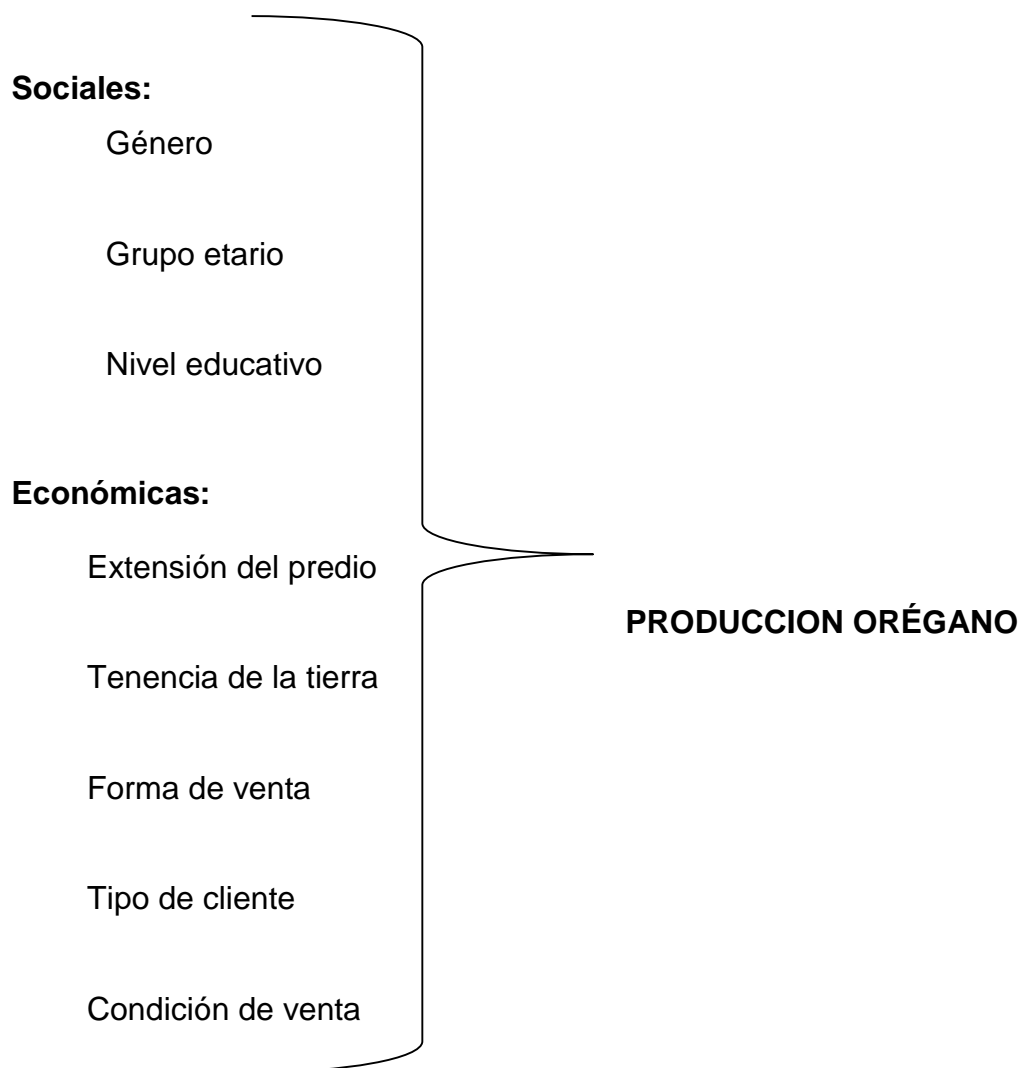 Sociales:
Género
Grupo etario
Nivel educativo
Económicas:
Extensión del predio
PRODUCCION ORÉGANO
Tenencia de la tierra
Forma de venta
Tipo de cliente
Condición de venta